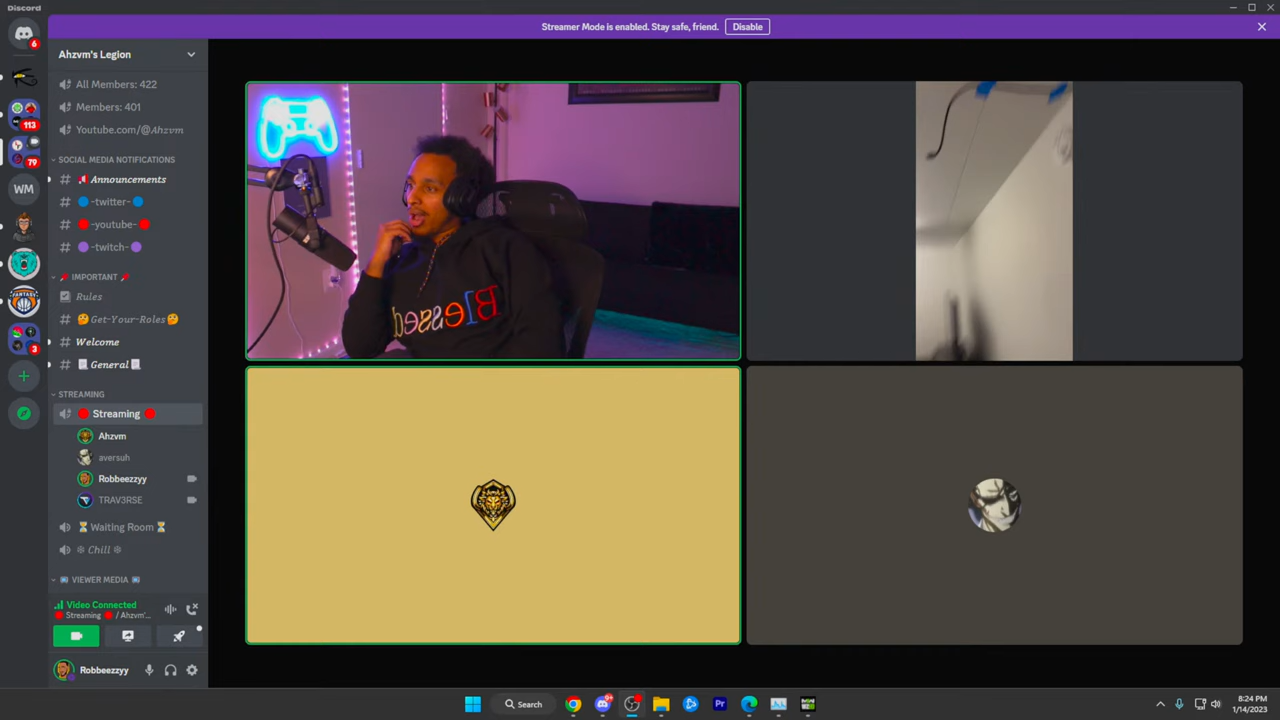 Discord
Streamer Mode is enabled. Stay safe, friend.
Disable
Ahzvm's Legion
All Members: 422
Members: 401
Youtube.com/@Ahzvm
SOCIAL MEDIA NOTIFICATIONS
Announcements
-twitter-
-youtube-
-twitch-
IMPORTANT
Rules
Get-Your-Roles
Welcome
General
STREAMING
Streaming
Ahzvm
aversuh
Robbeezzyy
TRAV3RSE
Waiting Room
Chill
VIEWER MEDIA
Video Connected
Streaming / Ahzvm'...
Robbeezzyy
6
113
79
WM
FANTASY
3
Blessed
Search
9+
Pr
8:24 PM
1/14/2023